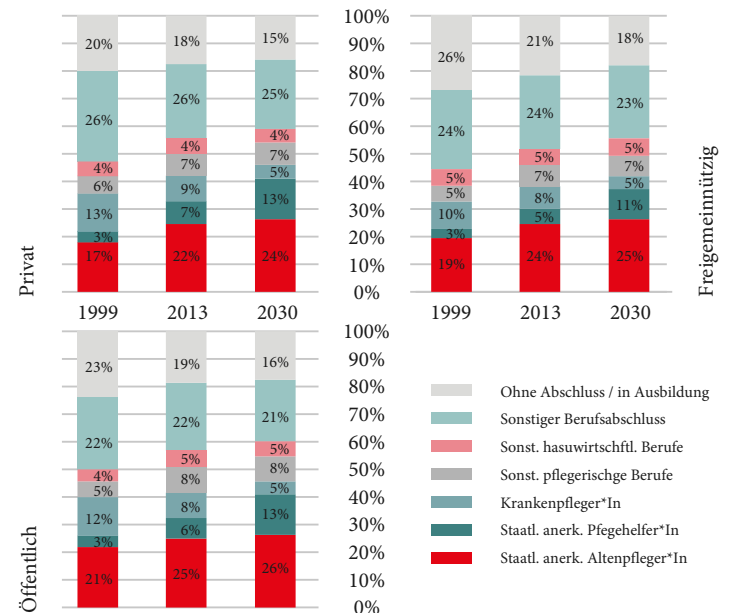 Privat
20% 18% 15%
26% 26% 25%
4% 4% 4%
6% 7% 7%
13% 9% 5%
3% 7% 13%
17% 22% 24%
1999 2013 2030
100%
90%
80%
70%
60%
50%
40%
30%
20%
10%
0%
26% 21% 18%
24% 24% 23%
5% 5% 5%
5% 7% 7%
10% 8% 5%
3% 5% 11%
19% 24% 25%
1999 2013 2030
Freigemeinnützig
Öffentlich
23% 19% 16%
22% 22% 21%
4% 5% 5%
5% 8% 8%
12% 8% 5%
3% 6% 13%
21% 25% 26%
100%
90%
80%
70%
60%
50%
40%
30%
20%
10%
0%
Ohne Abschluss / in Ausbildung
Sonstiger Berufsabschluss
Sonst. hasuwirtschftl. Berufe
Sonst. pflegerischge Berufe
Krankenpfleger*In
Staatl. anerk. Pfegehelfer*In
Staatl. anerk. Altenpfleger*In